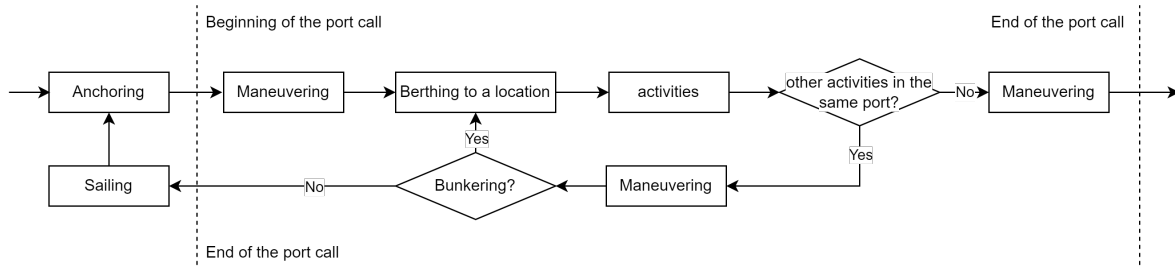 Beginning of the port call
End of the port call
Anchoring
Maneuvering
Berthing to a location
activities
other activities in the
same port?
No
Maneuvering
Yes
Yes
Sailing
No
Bunkering?
Maneuvering
End of the port call